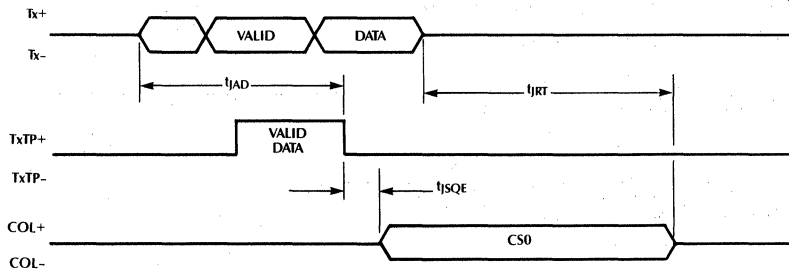 Tx+
VALID DATA
Tx–
tJAD
tJRT
TxTP+
VALID
DATA
TxTP–
tJSQE
COL+
CS0
COL–